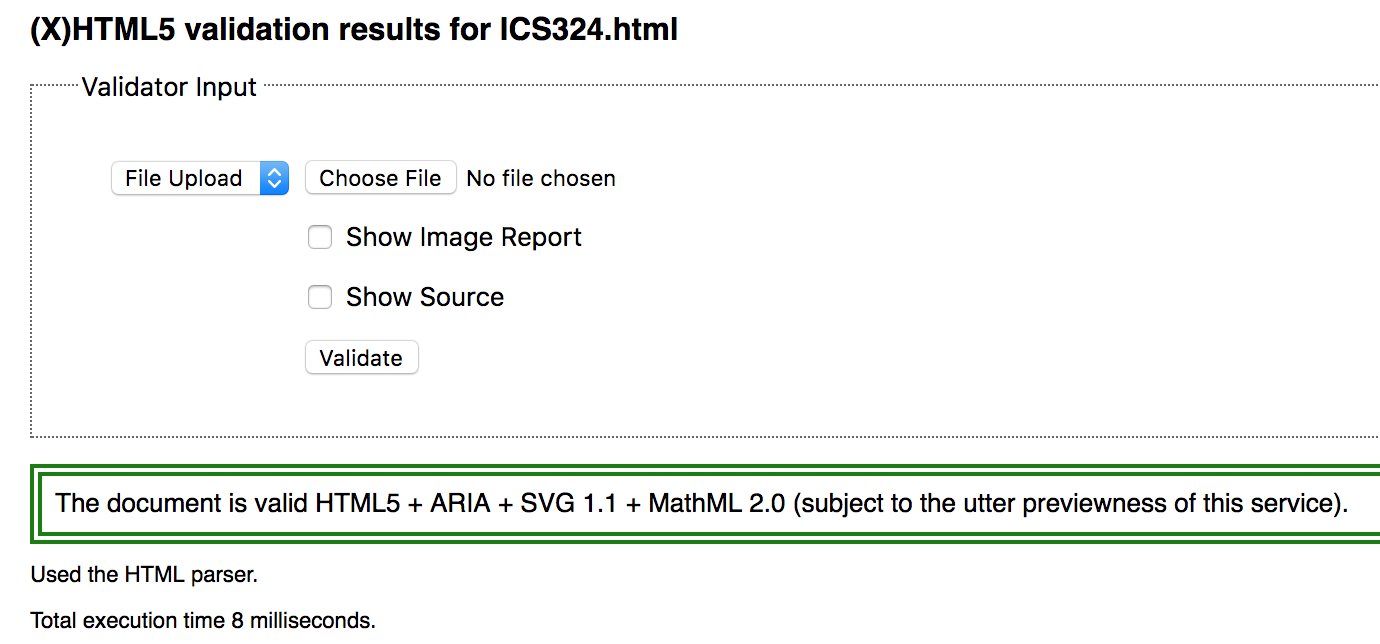 (X)HTML5 validation results for ICS324.html
Validator Input
File Upload Choose File No file chosen
Show Image Report
Show Source
Validate
The document is valid HTML5 + ARIA + SVG 1.1 + MathML 2.0 (subject to the utter previewness of this service).
Used the HTML parser.
Total execution time 8 milliseconds.